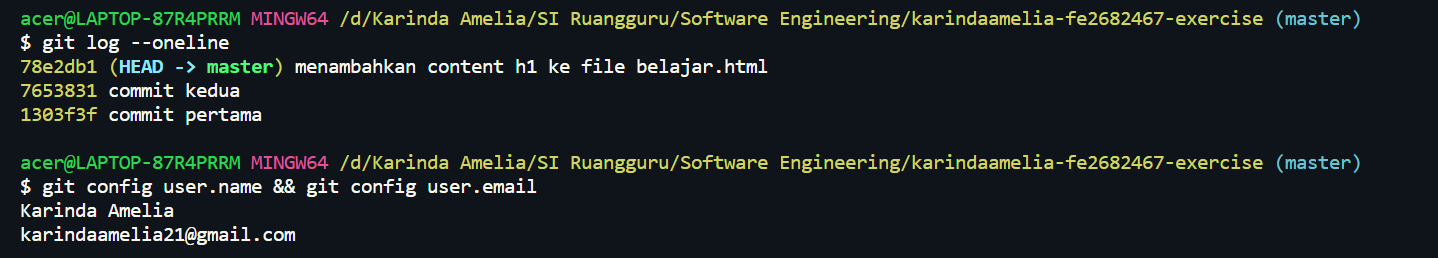 acer@LAPTOP-87R4PRRM MINGW64 /d/Karinda Amelia/SI Ruangguru/Software Engineering/karindaamelia-fe2682467-exercise (master)
$ git log --oneline
78e2db1 (HEAD -> master) menambahkan content h1 ke file belajar.html
7653831 commit kedua
1303f3f commit pertama
acer@LAPTOP-87R4PRRM MINGW64 /d/Karinda Amelia/SI Ruangguru/Software Engineering/karindaamelia-fe2682467-exercise (master)
$ git config user.name && git config user.email
Karinda Amelia
karindaamelia21@gmail.com